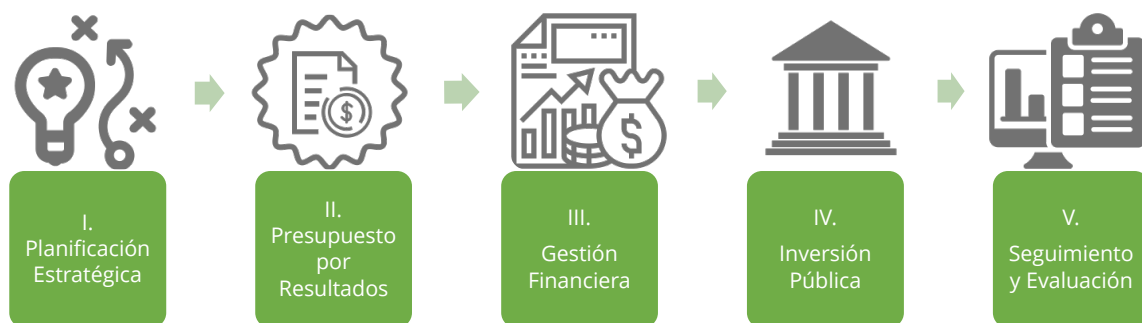 I.
Planificación
Estratégica
II.
Presupuesto
por
Resultados
III.
Gestión
Financiera
IV.
Inversión
Pública
V.
Seguimiento
y Evaluación